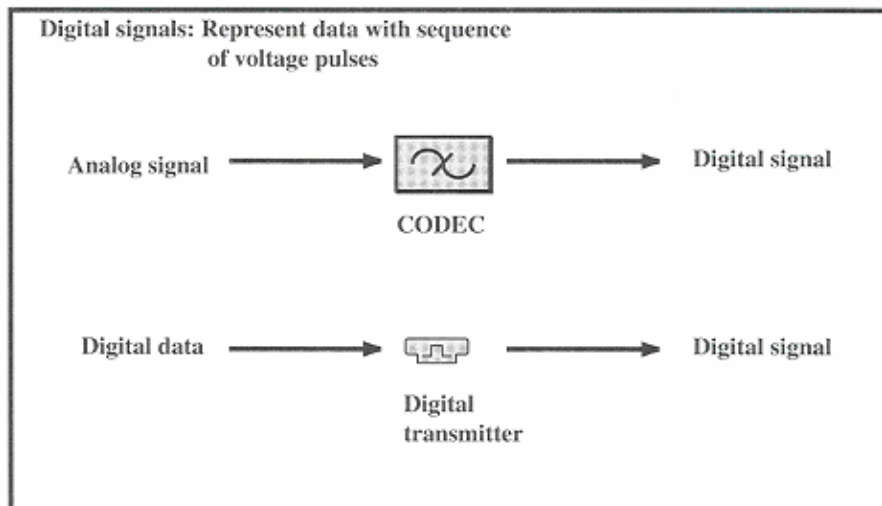 Digital signals: Represent data with sequence
of voltage pulses
Analog signal
Digital signal
CODEC
Digital data
Digital signal
Digital
transmitter